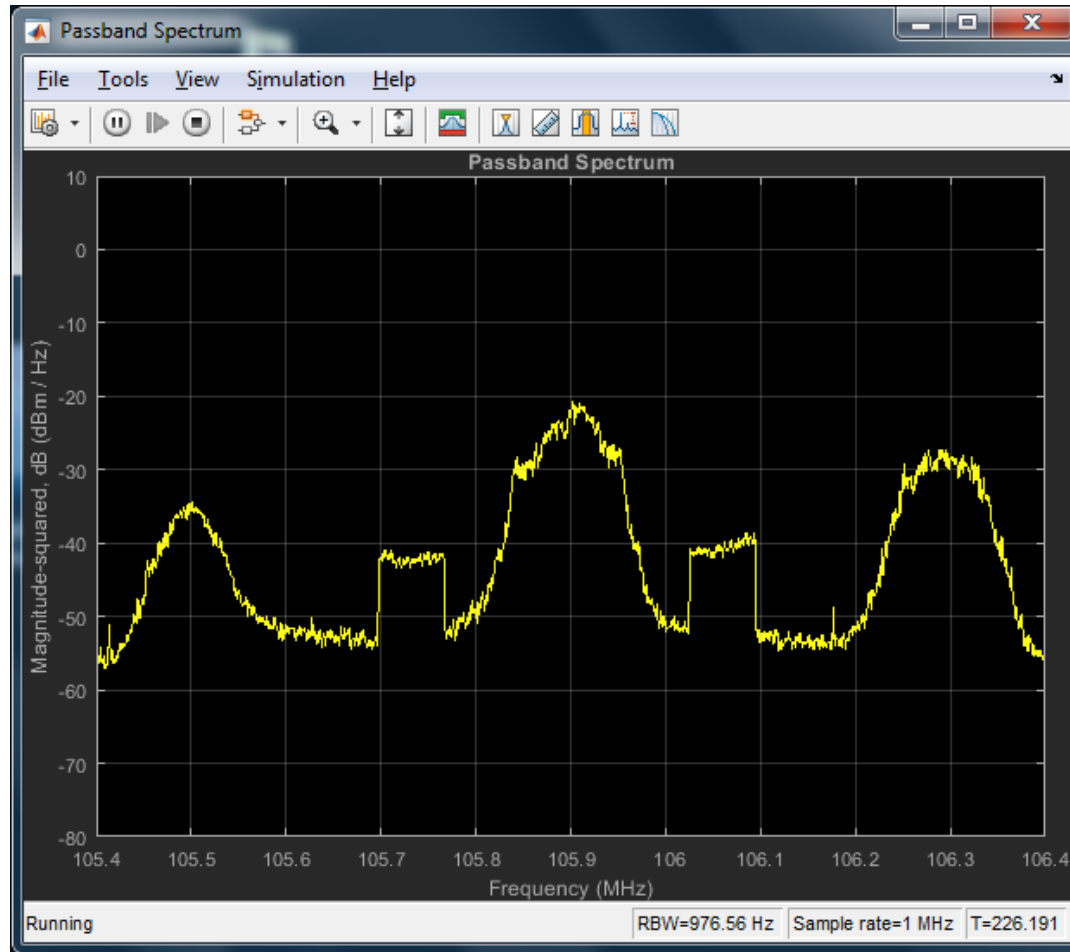 Passband Spectrum
File Tools View Simulation Help
Passband Spectrum
Magnitude-squared, dB (dBm / Hz)
10
0
-10
-20
-30
-40
-50
-60
-70
-80
105.4 105.5 105.6 105.7 105.8 105.9 106 106.1 106.2 106.3 106.4
Frequency (MHz)
Running RBW=976.56 Hz Sample rate=1 MHz T=226.191